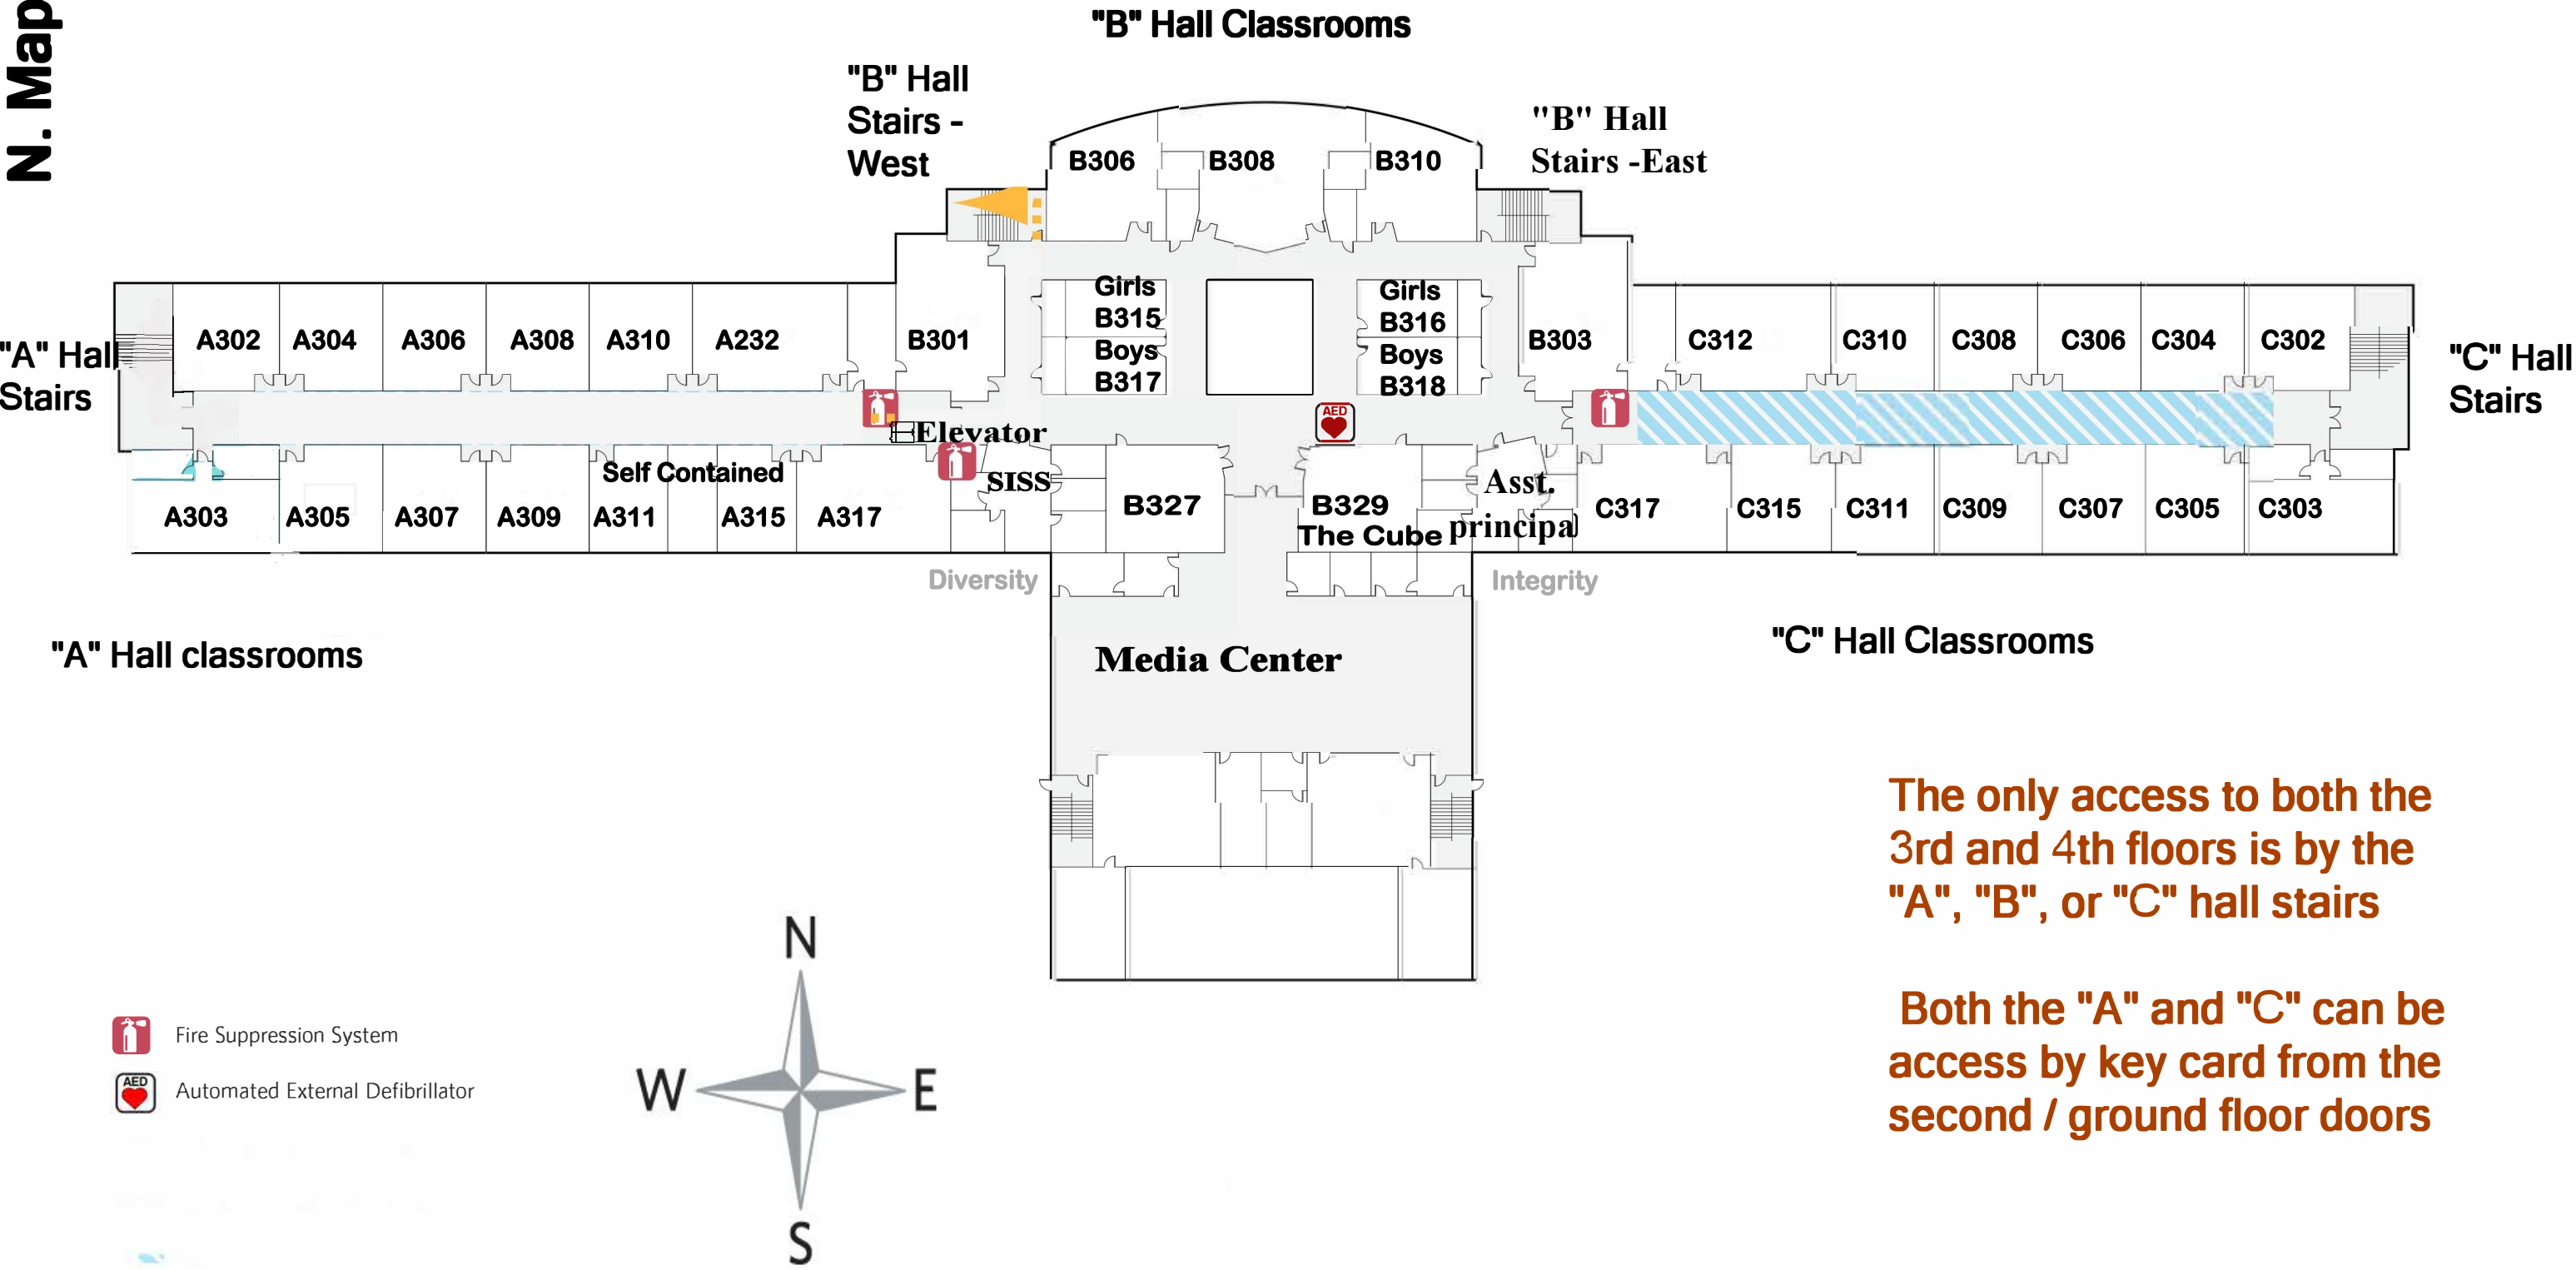 N. Map
"B" Hall Classrooms
"B" Hall
Stairs -
West
"B" Hall
Stairs -East
B306
B308
B310
Girls
B315
Boys
B317
Girls
B316
Boys
B318
"A" Hall
Stairs
A302
A304
A306
A308
A310
A232
B301
B303
C312
C310
C308
C306
C304
C302
"C" Hall
Stairs
AED
Elevator
Self Contained
SISS
Asst.
principal
A303
A305
A307
A309
A311
A315
A317
B327
B329
The Cube
C317
C315
C311
C309
C307
C305
C303
Diversity
Integrity
"A" Hall classrooms
Media Center
"C" Hall Classrooms
The only access to both the
3rd and 4th floors is by the
"A", "B", or "C" hall stairs
Both the "A" and "C" can be
access by key card from the
second / ground floor doors
Fire Suppression System
AED
Automated External Defibrillator
N
W
E
S